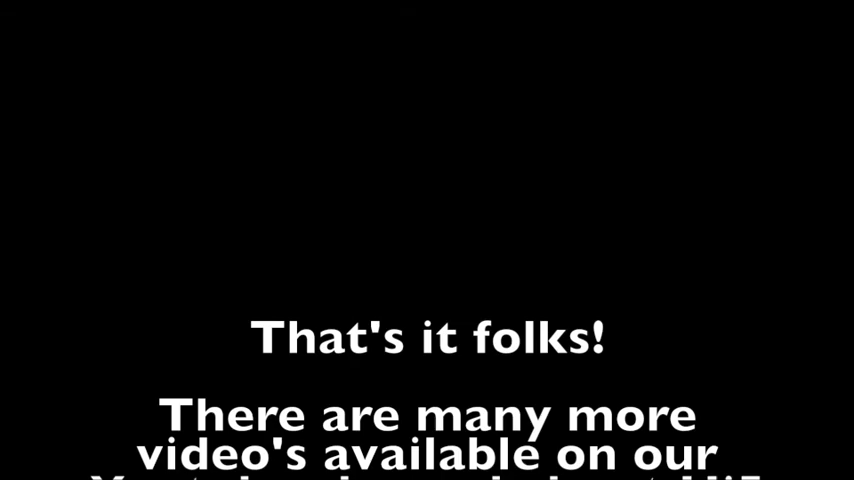 That's it folks!
There are many more
video's available on our